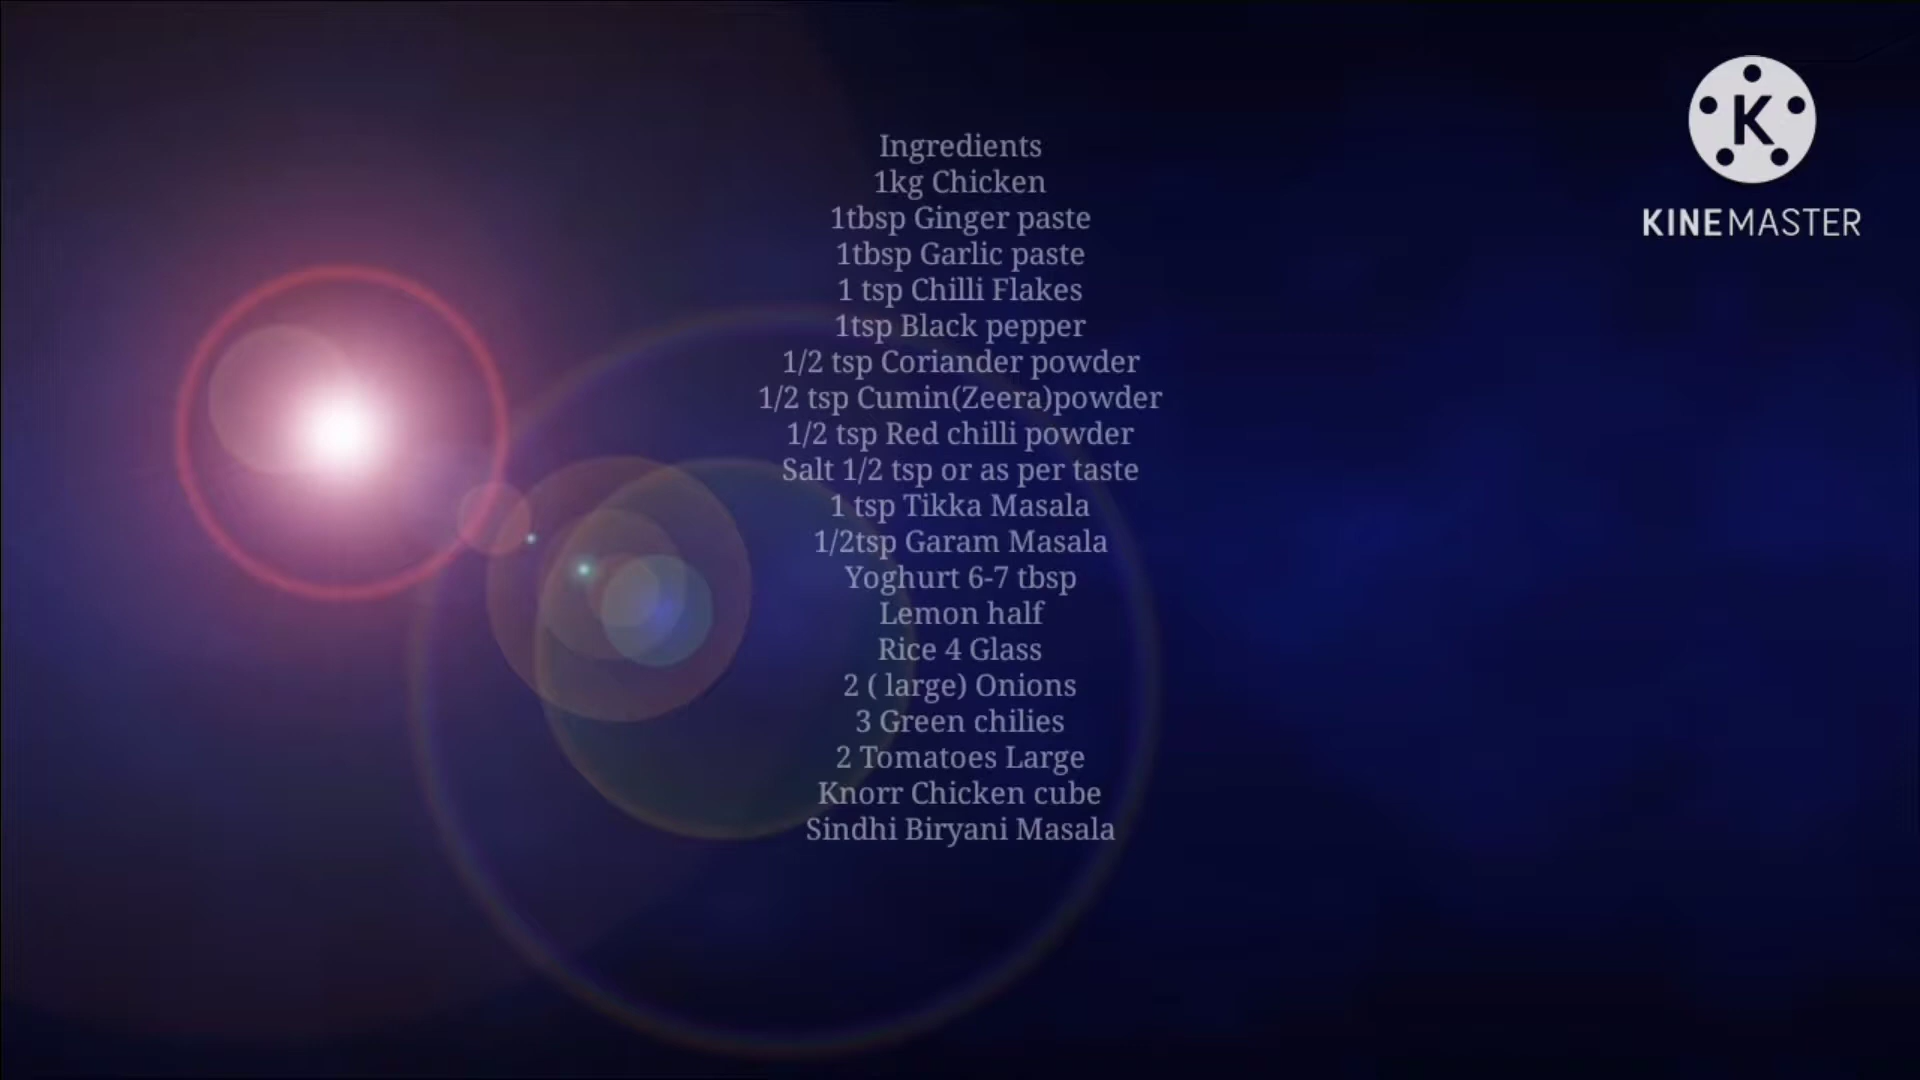 Ingredients
1kg Chicken
1tbsp Ginger paste
1tbsp Garlic paste
1 tsp Chilli Flakes
1tsp Black pepper
1/2 tsp Coriander powder
1/2 tsp Cumin(Zeera)powder
1/2 tsp Red chilli powder
Salt 1/2 tsp or as per taste
1 tsp Tikka Masala
1/2tsp Garam Masala
Yoghurt 6-7 tbsp
Lemon half
Rice 4 Glass
2 ( large) Onions
3 Green chilies
2 Tomatoes Large
Knorr Chicken cube
Sindhi Biryani Masala
K
KINEMASTER